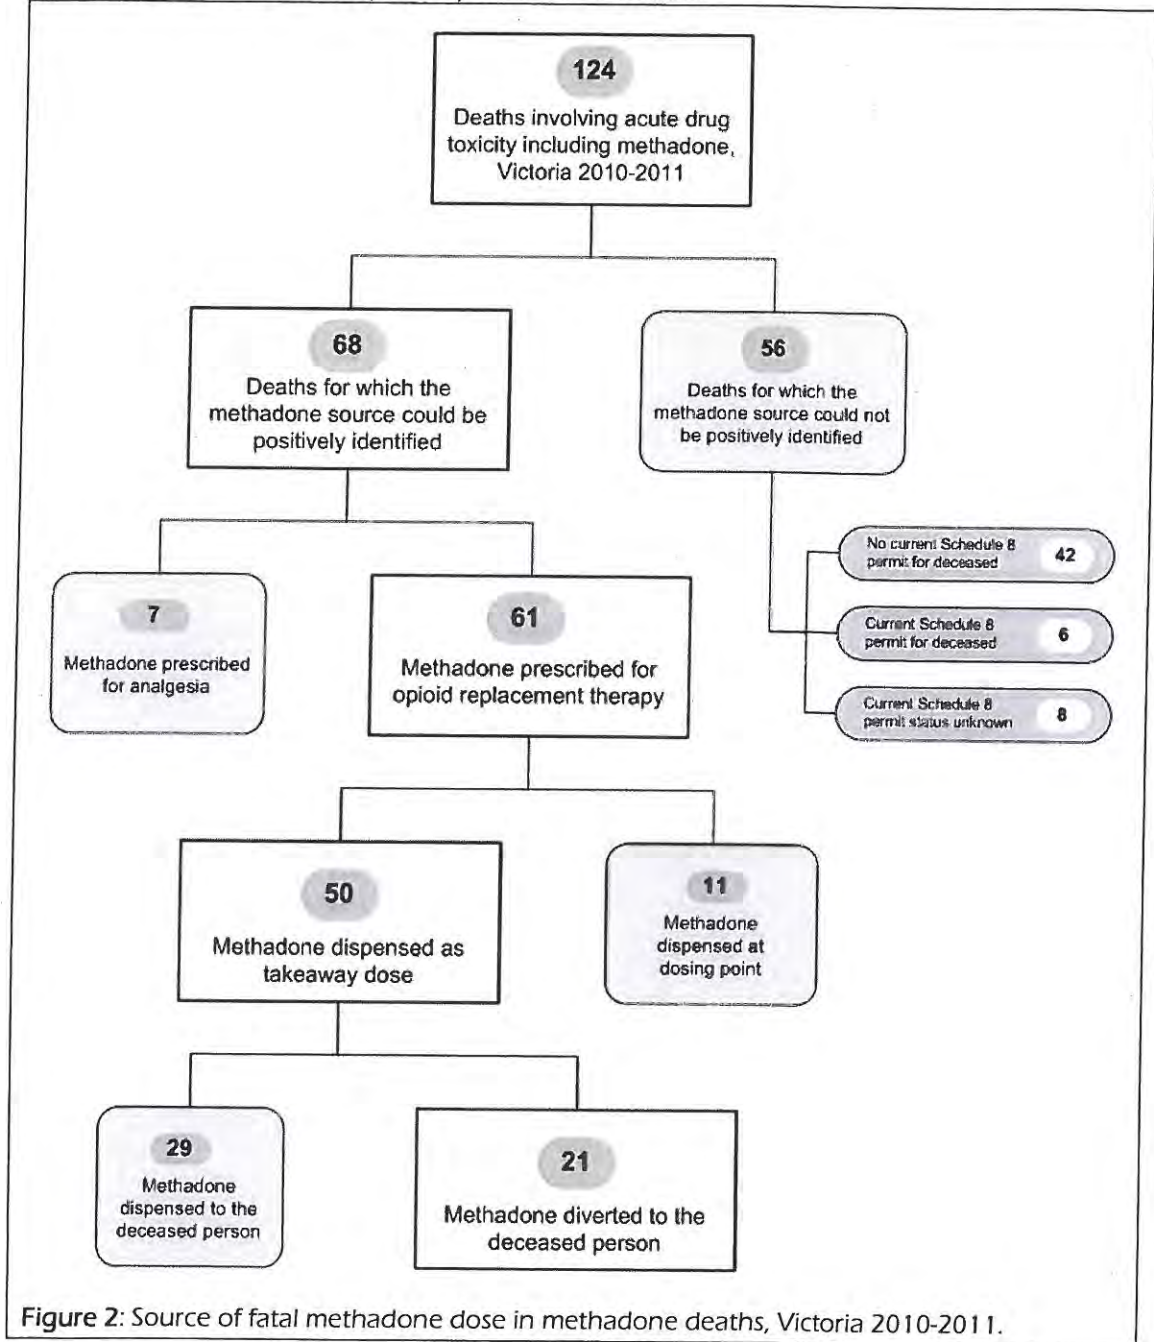 124
Deaths involving acute drug
toxicity including methadone,
Victoria 2010-2011
68
Deaths for which the
methadone source could be
positively identified
56
Deaths for which the
methadone source could not
be positively identified
No current Schedule 8
permit for deceased
42
Current Schedule 8
permit for deceased
6
Current Schedule 8
permit status unknown
8
7
Methadone prescribed
for analgesia
61
Methadone prescribed for
opioid replacement therapy
50
Methadone dispensed as
takeaway dose
11
Methadone
dispensed at
dosing point
29
Methadone
dispensed to the
deceased person
21
Methadone diverted to the
deceased person
Figure 2: Source of fatal methadone dose in methadone deaths, Victoria 2010-2011.